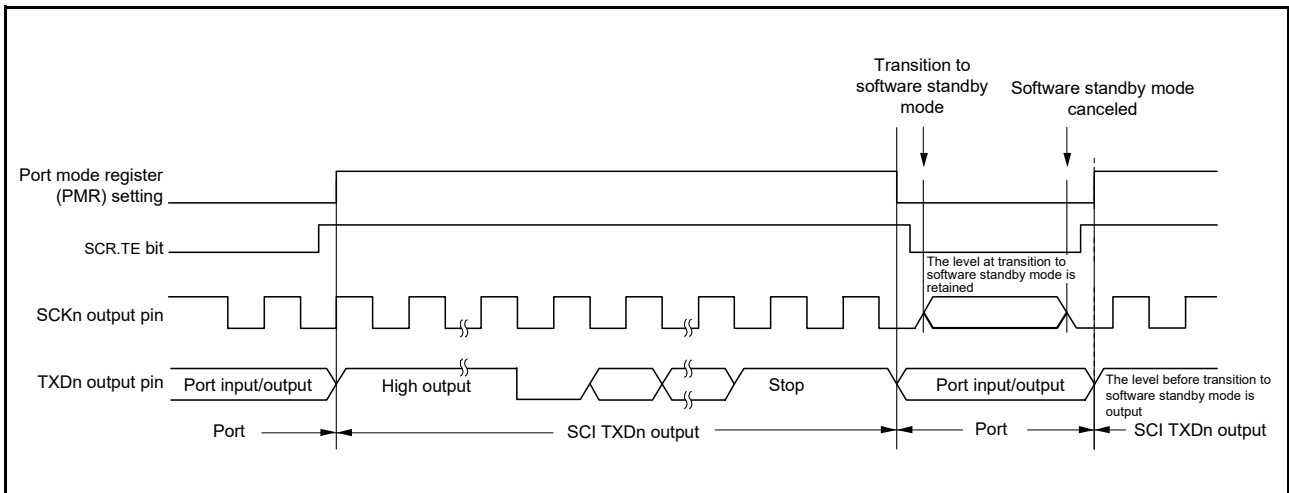 Transition to
software standby
mode
Software standby mode
canceled
Port mode register
(PMR) setting
SCR.TE bit
The level at transition to
software standby mode is
retained
SCKn output pin
TXDn output pin
Port input/output
High output
Stop
Port input/output
The level before transition to
software standby mode is
output
Port
SCI TXDn output
Port
SCI TXDn output